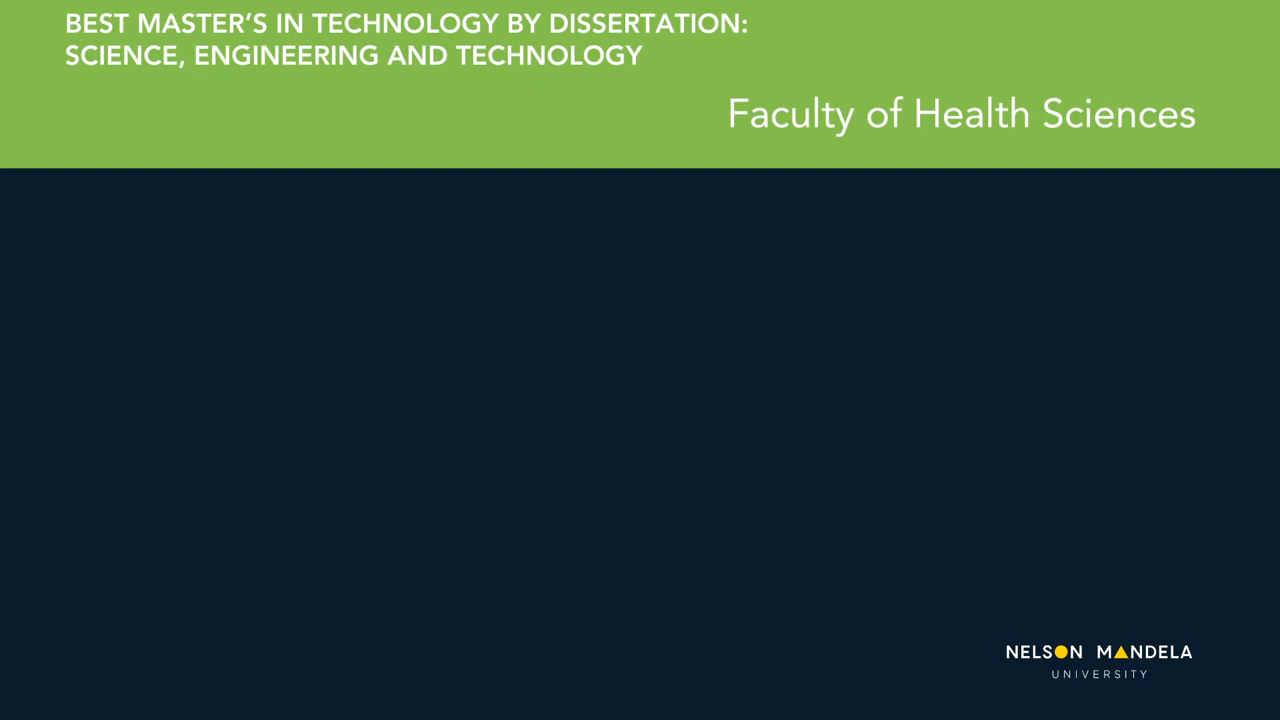 BEST MASTER’S IN TECHNOLOGY BY DISSERTATION:
SCIENCE, ENGINEERING AND TECHNOLOGY
Faculty of Health Sciences
NELSON MANDELA
UNIVERSITY